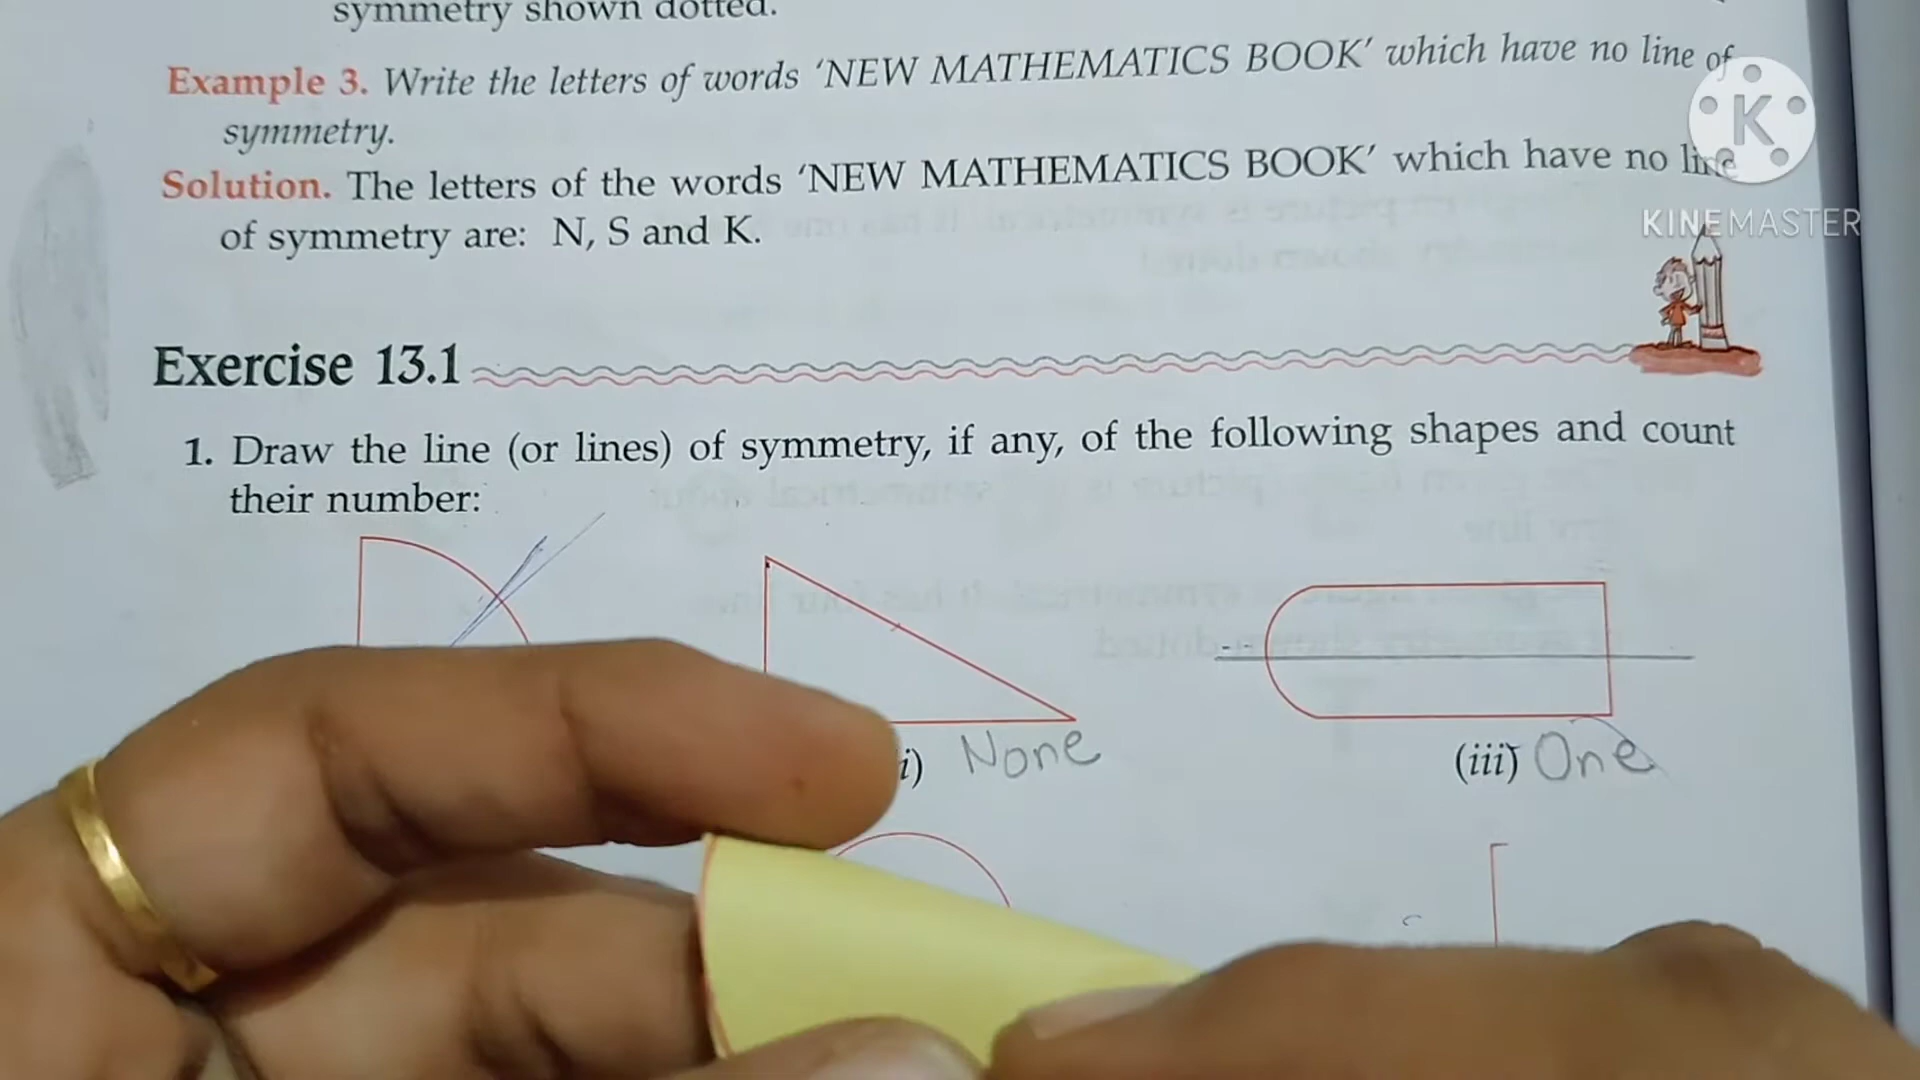 symmetry shown dotted.
Example 3. Write the letters of words ‘NEW MATHEMATICS BOOK’ which have no line of
symmetry.
Solution. The letters of the words ‘NEW MATHEMATICS BOOK’ which have no line
of symmetry are: N, S and K.
K
KINEMASTER
Exercise 13.1
1. Draw the line (or lines) of symmetry, if any, of the following shapes and count
their number:
i) None
(iii) One